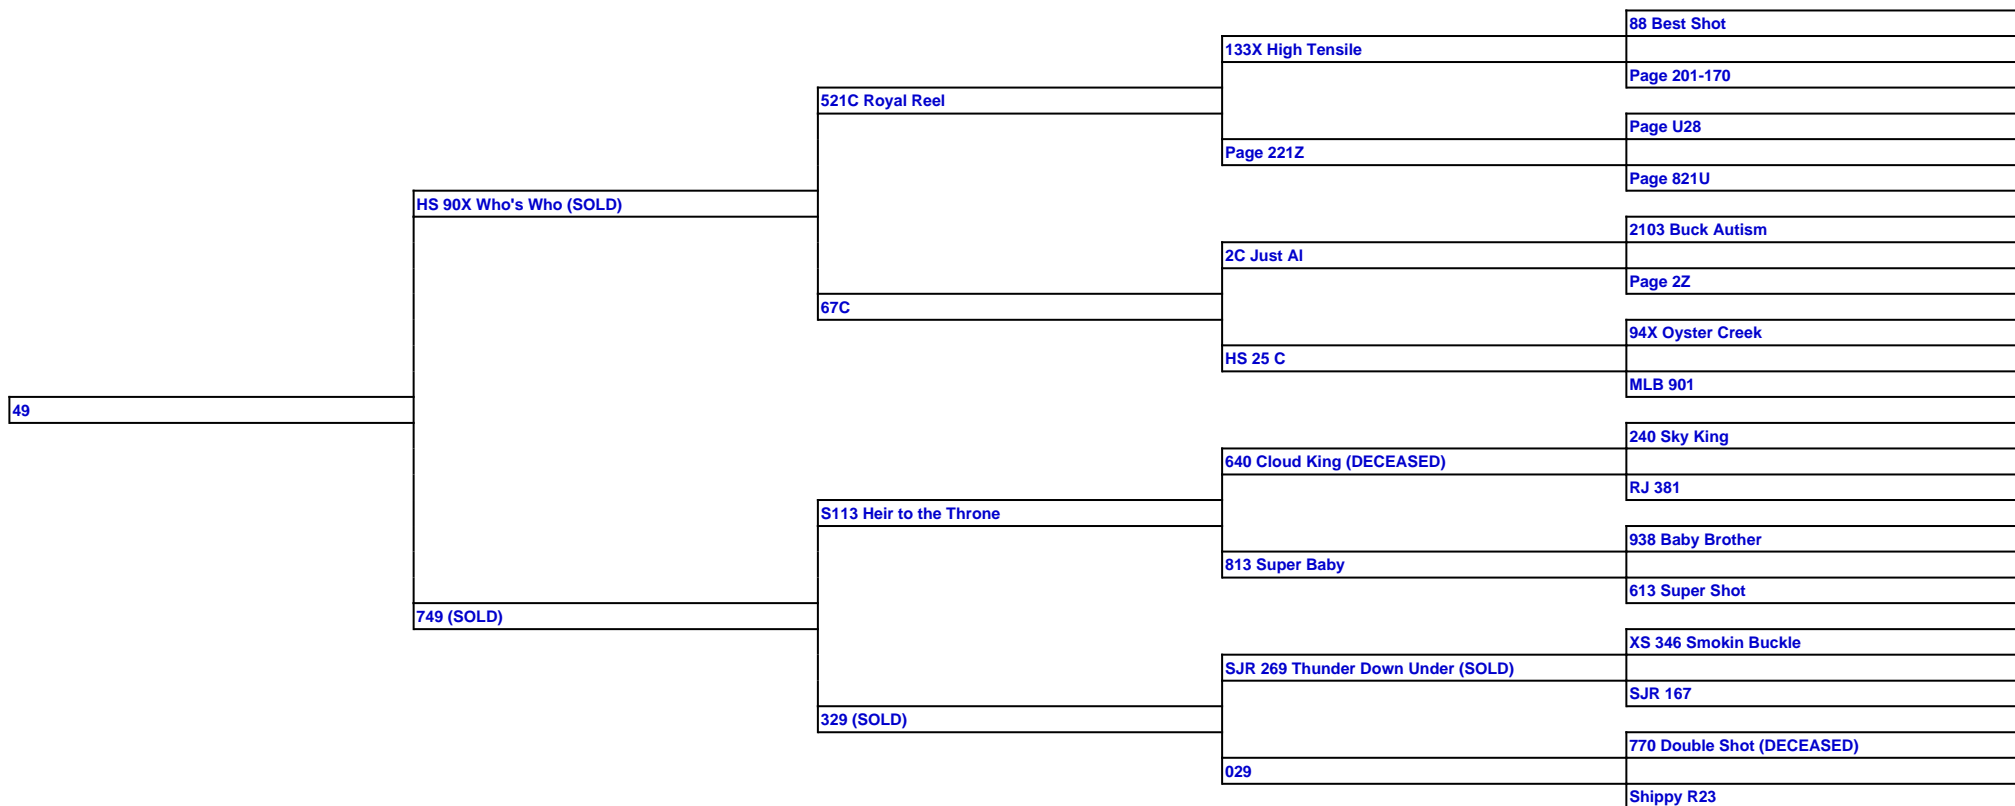 88 Best Shot
133X High Tensile
Page 201-170
521C Royal Reel
Page U28
Page 221Z
Page 821U
HS 90X Who's Who (SOLD)
2103 Buck Autism
2C Just AI
Page 2Z
67C
94X Oyster Creek
HS 25 C
MLB 901
49
240 Sky King
640 Cloud King (DECEASED)
RJ 381
S113 Heir to the Throne
938 Baby Brother
813 Super Baby
613 Super Shot
749 (SOLD)
XS 346 Smokin Buckle
SJR 269 Thunder Down Under (SOLD)
SJR 167
329 (SOLD)
770 Double Shot (DECEASED)
029
Shippy R23